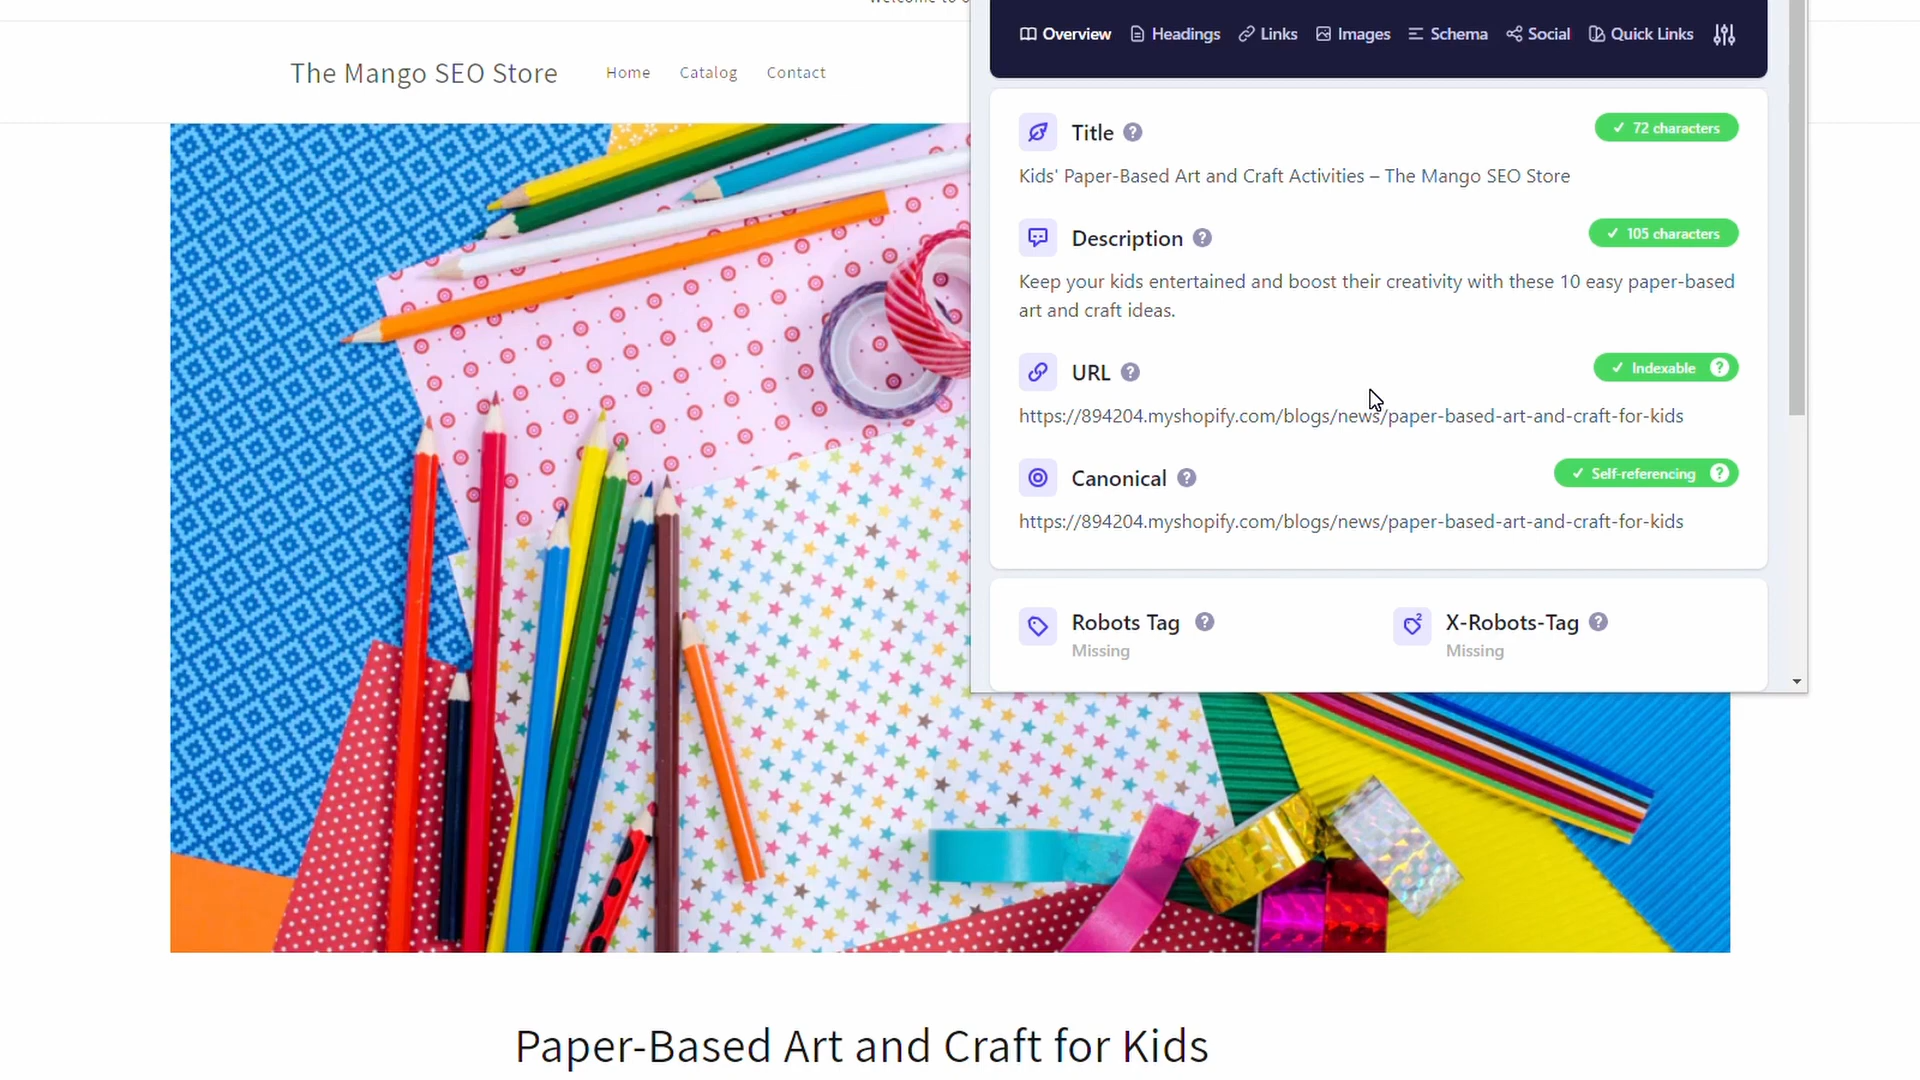 The Mango SEO Store
Home
Catalog
Contact
Overview
Headings
Links
Images
Schema
Social
Quick Links
Title
72 characters
Kids' Paper-Based Art and Craft Activities – The Mango SEO Store
Description
105 characters
Keep your kids entertained and boost their creativity with these 10 easy paper-based
art and craft ideas.
URL
Indexable
https://894204.myshopify.com/blogs/news/paper-based-art-and-craft-for-kids
Canonical
Self-referencing
https://894204.myshopify.com/blogs/news/paper-based-art-and-craft-for-kids
Robots Tag
Missing
X-Robots-Tag
Missing
Paper-Based Art and Craft for Kids